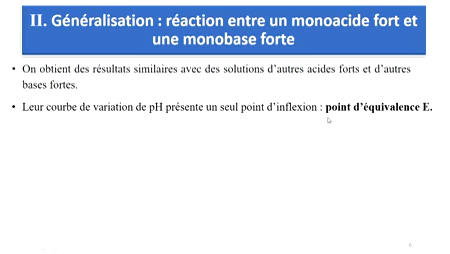 II. Généralisation : réaction entre un monoacide fort et
une monobase forte
• On obtient des résultats similaires avec des solutions d'autres acides forts et d'autres
bases fortes.
• Leur courbe de variation de pH présente un seul point d'inflexion : point d'équivalence E.
6